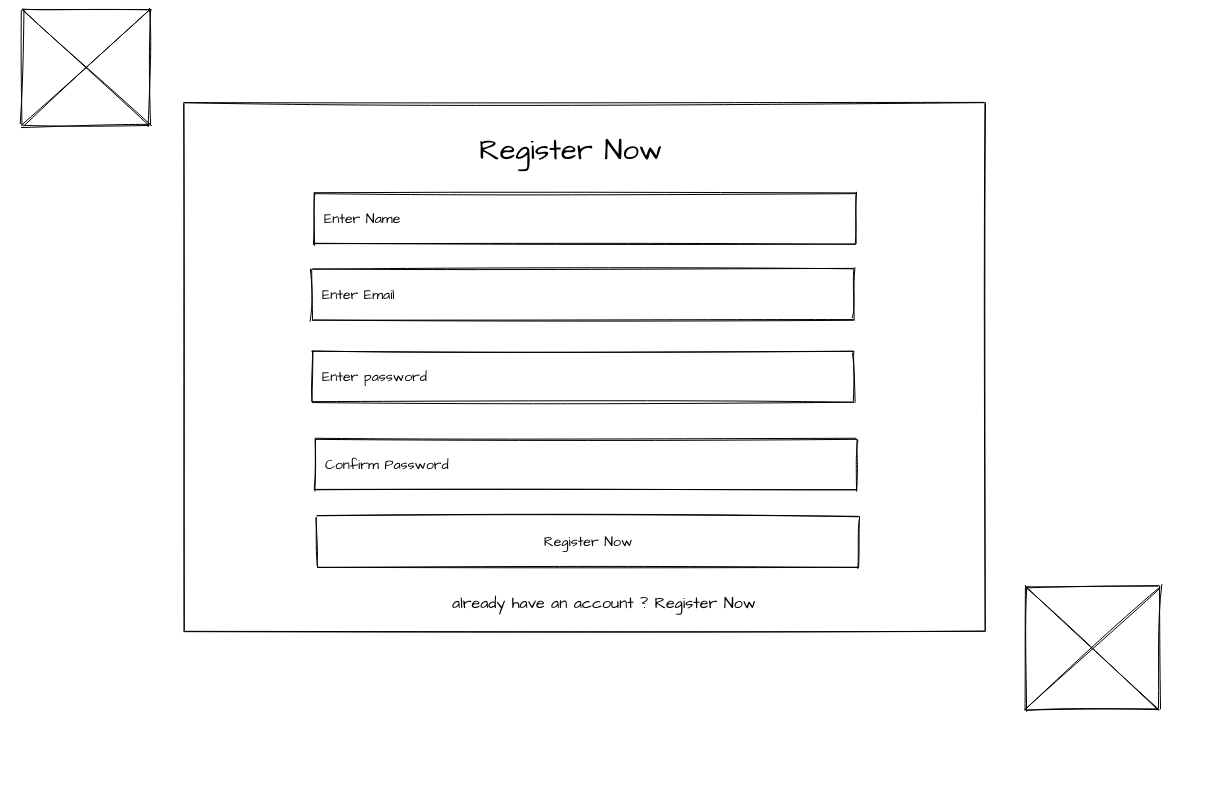 Register Now
Enter Name
Enter Email
Enter password
Confirm Password
Register Now
already have an account ? Register Now